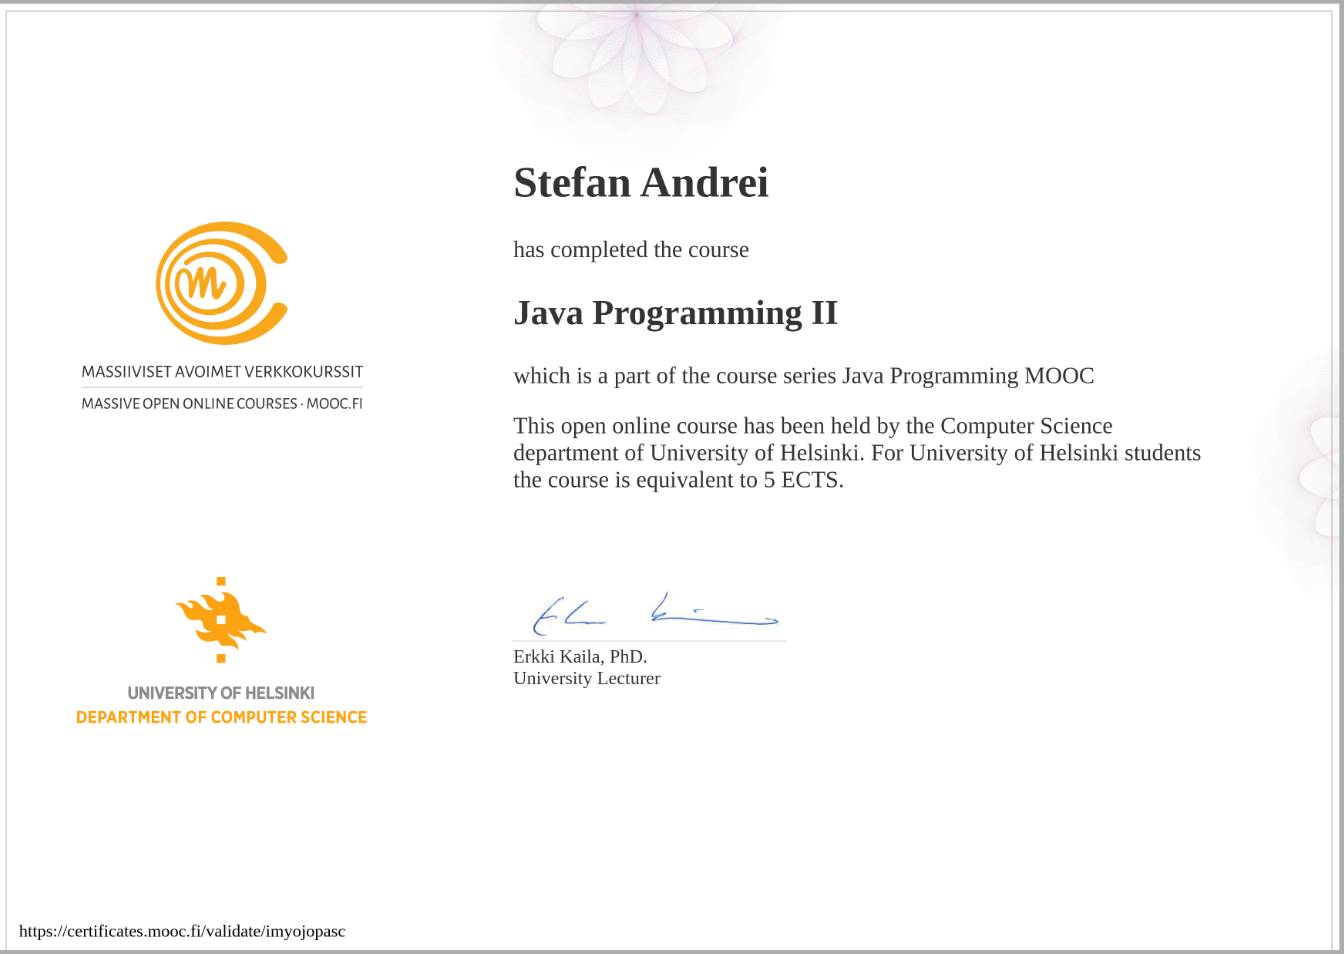 Stefan Andrei
has completed the course
Java Programming II
which is a part of the course series Java Programming MOOC
This open online course has been held by the Computer Science
department of University of Helsinki. For University of Helsinki students
the course is equivalent to 5 ECTS.
Erkki Kaila, PhD.
University Lecturer
m
MASSIIVISET AVOIMET VERKKOKURSSIT
MASSIVE OPEN ONLINE COURSES · MOOC.FI
UNIVERSITY OF HELSINKI
DEPARTMENT OF COMPUTER SCIENCE
https://certificates.mooc.fi/validate/imyojopasc